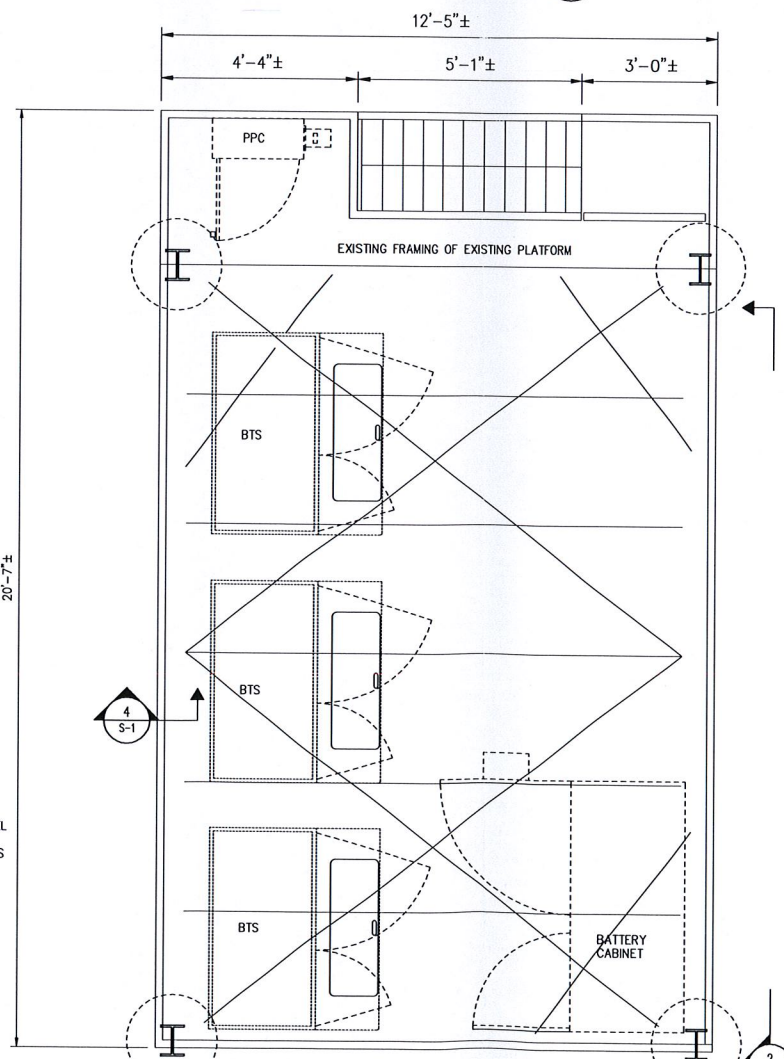 12'-5"±
4'-4"±
5'-1"±
3'-0"±
PPC
EXISTING FRAMING OF EXISTING PLATFORM
BTS
20'-7"±
BTS
4
S-1
L
S
BTS
BATTERY
CABINET